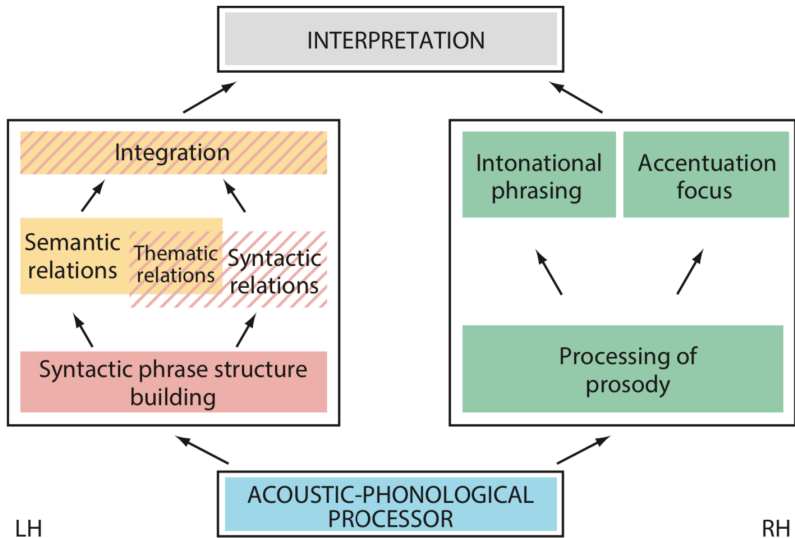 INTERPRETATION
Integration
Semantic
relations
Thematic
relations
Syntactic
relations
Syntactic phrase structure
building
Intonational
phrasing
Accentuation
focus
Processing of
prosody
ACOUSTIC-PHONOLOGICAL
PROCESSOR
LH
RH